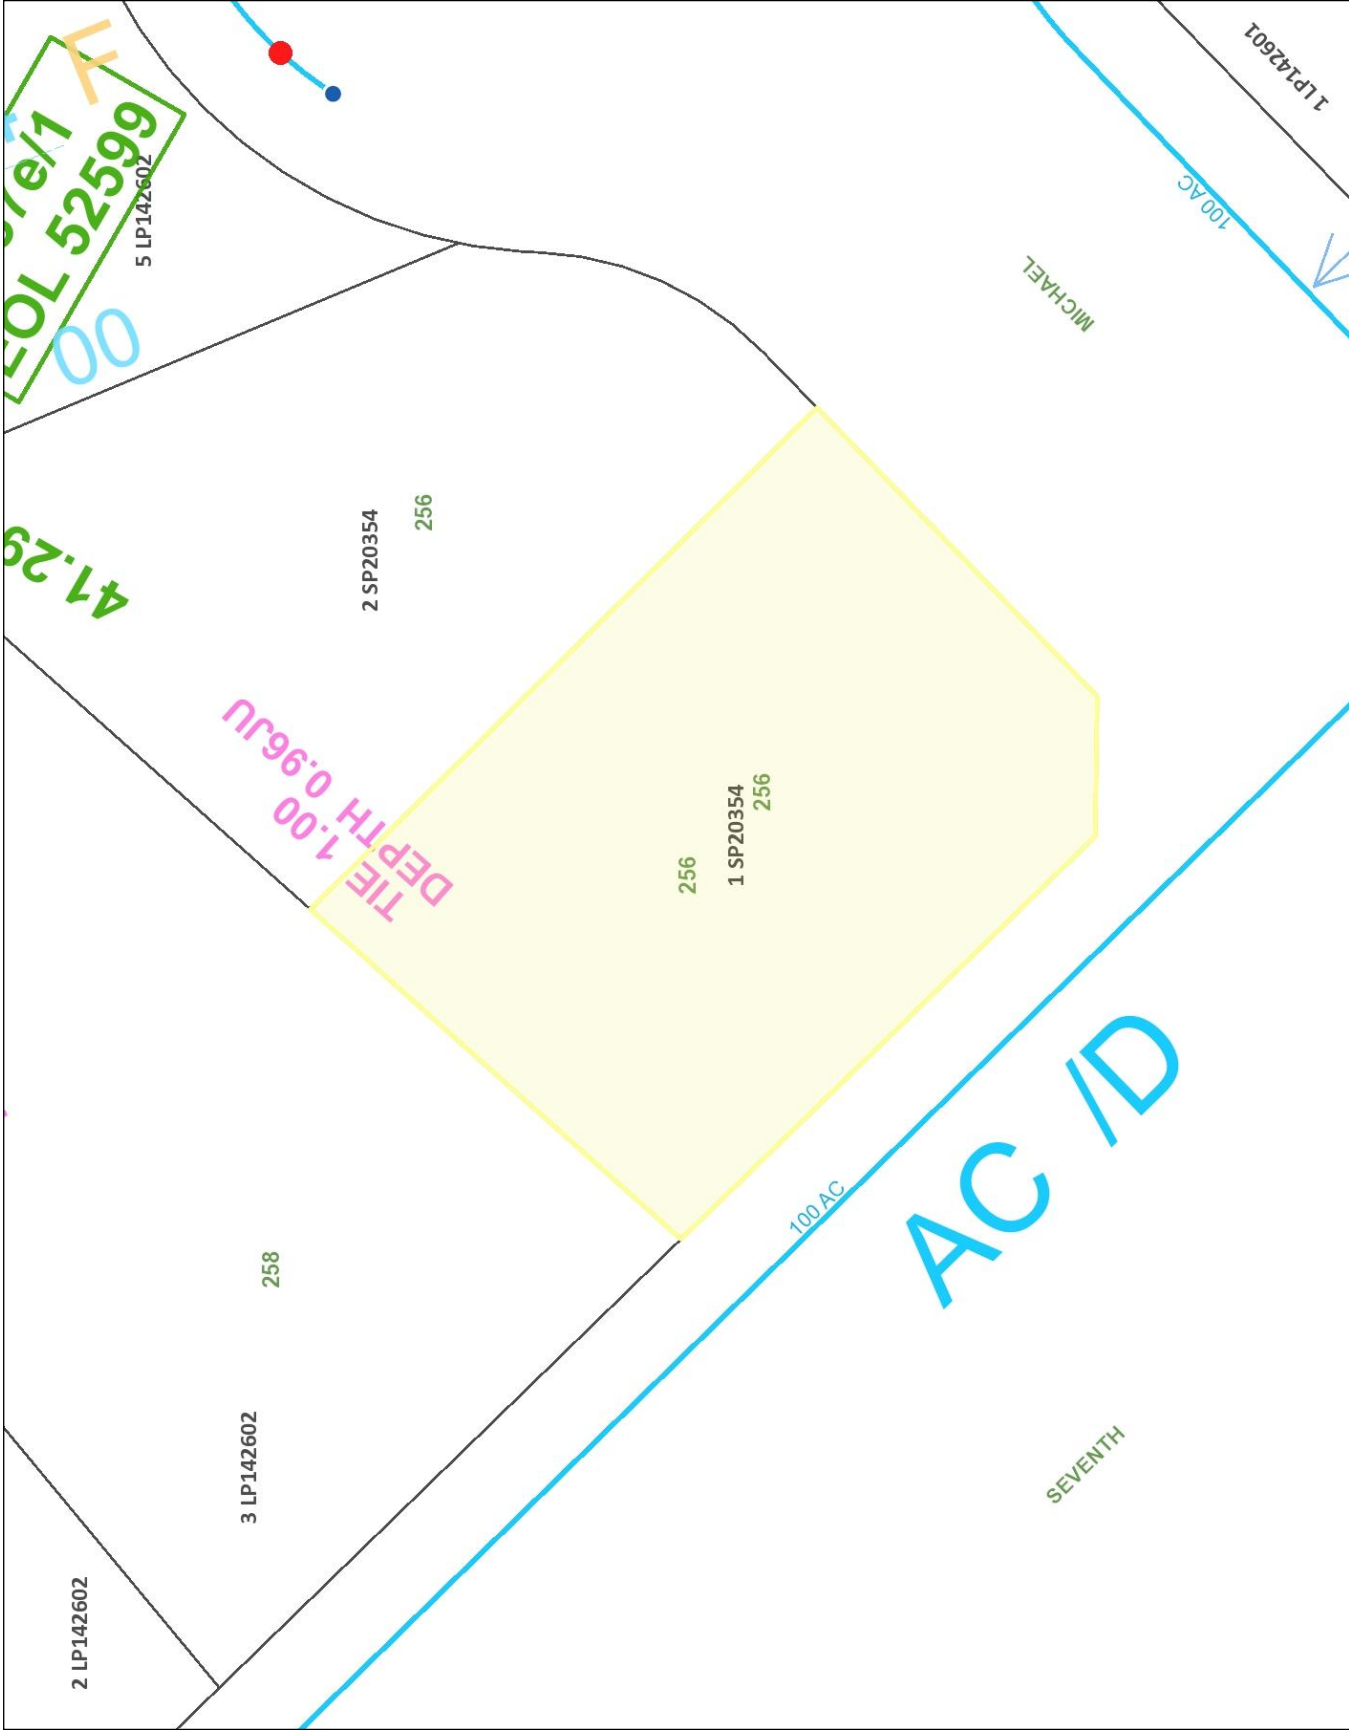 1 LP142601
100 AC
MICHAEL
EOL 52599
5 LP142602
00
256
2 SP20354
41.29
TIE 1.00
DEPTH 0.96JU
256
1 SP20354
256
100 AC
AC /D
SEVENTH
258
3 LP142602
2 LP142602